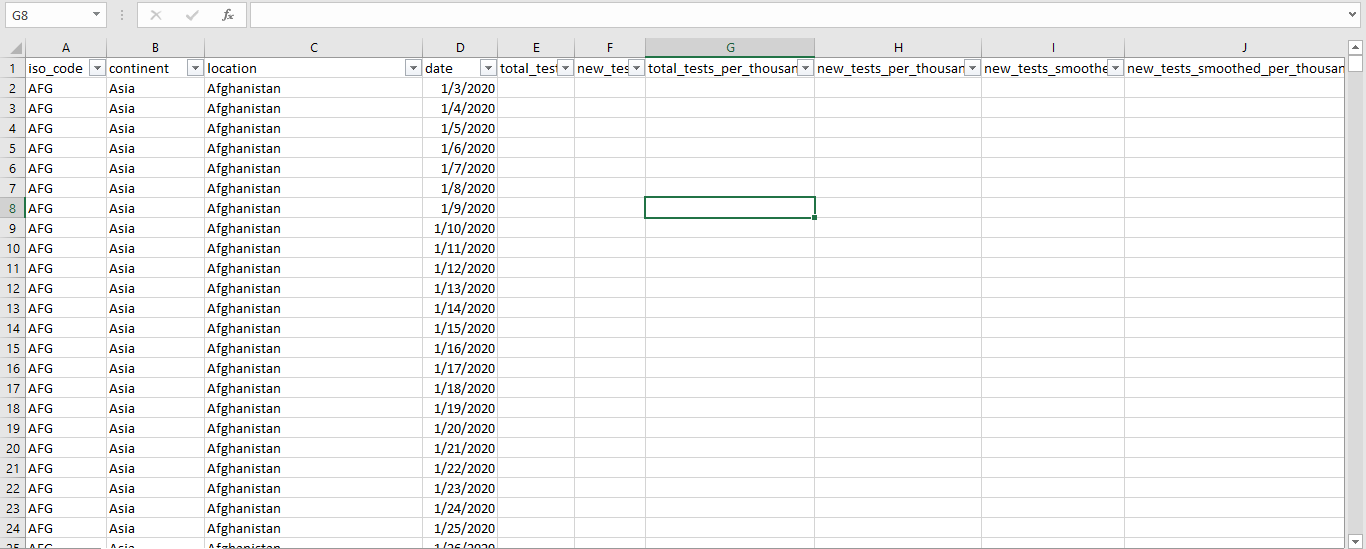 G8 fx
A B C D E F G H I J
1 iso_code continent location date total_test new_tes total_tests_per_thousan new_tests_per_thousan new_tests_smoothe new_tests_smoothed_per_thousan
2 AFG Asia Afghanistan 1/3/2020
3 AFG Asia Afghanistan 1/4/2020
4 AFG Asia Afghanistan 1/5/2020
5 AFG Asia Afghanistan 1/6/2020
6 AFG Asia Afghanistan 1/7/2020
7 AFG Asia Afghanistan 1/8/2020
8 AFG Asia Afghanistan 1/9/2020
9 AFG Asia Afghanistan 1/10/2020
10 AFG Asia Afghanistan 1/11/2020
11 AFG Asia Afghanistan 1/12/2020
12 AFG Asia Afghanistan 1/13/2020
13 AFG Asia Afghanistan 1/14/2020
14 AFG Asia Afghanistan 1/15/2020
15 AFG Asia Afghanistan 1/16/2020
16 AFG Asia Afghanistan 1/17/2020
17 AFG Asia Afghanistan 1/18/2020
18 AFG Asia Afghanistan 1/19/2020
19 AFG Asia Afghanistan 1/20/2020
20 AFG Asia Afghanistan 1/21/2020
21 AFG Asia Afghanistan 1/22/2020
22 AFG Asia Afghanistan 1/23/2020
23 AFG Asia Afghanistan 1/24/2020
24 AFG Asia Afghanistan 1/25/2020
25 AFG Asia Afghanistan 1/26/2020